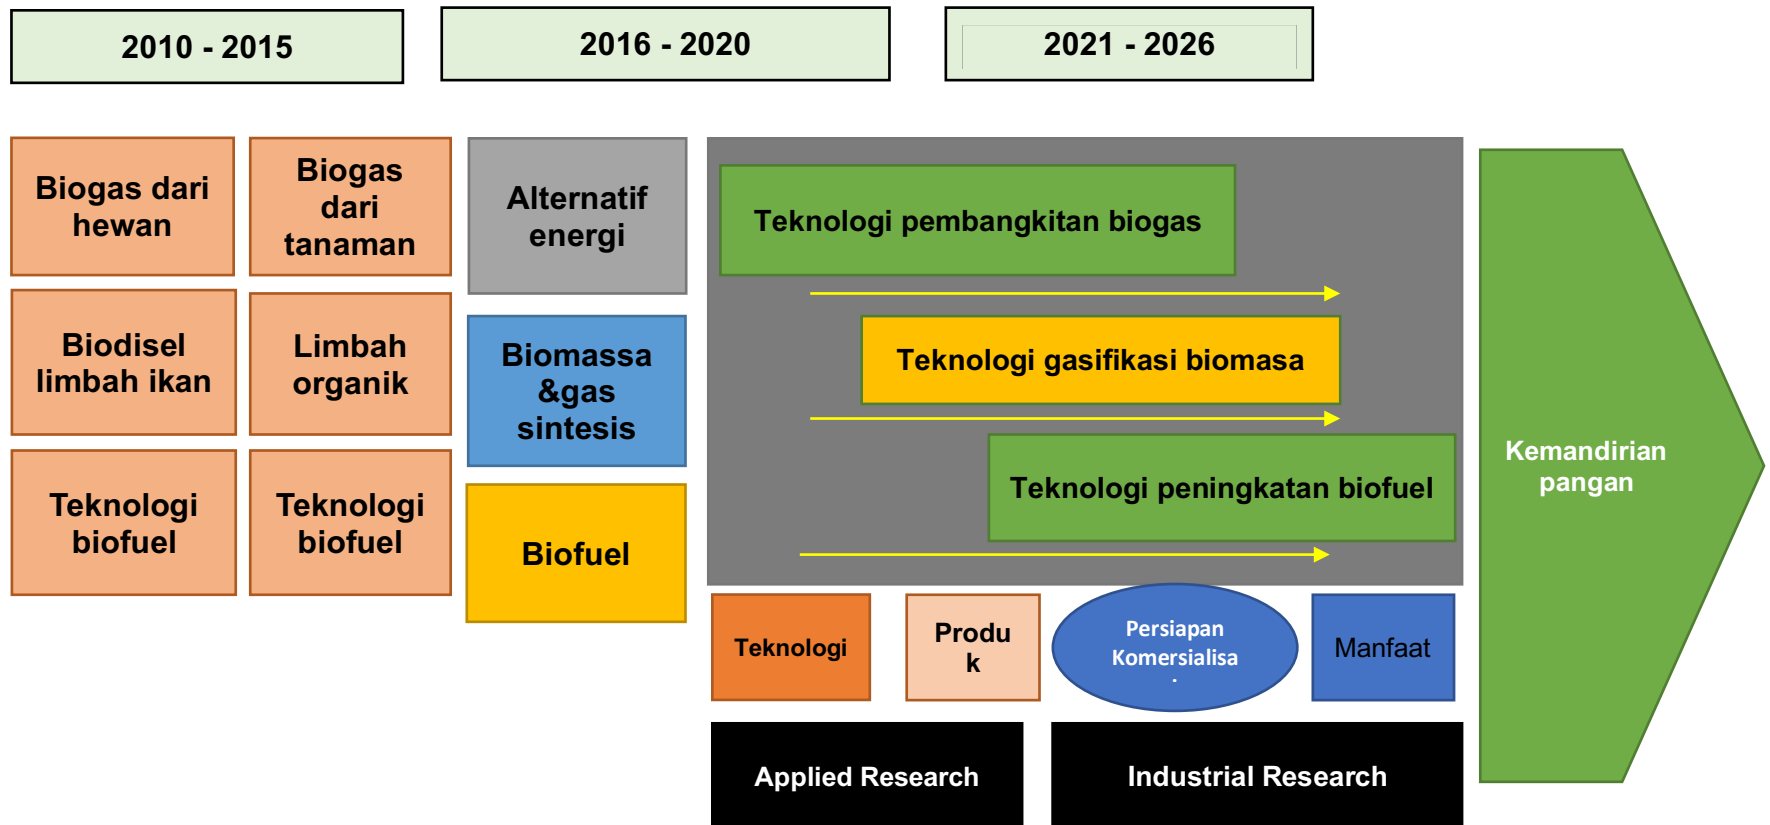 2010 - 2015
2016 - 2020
2021 - 2026
Biogas dari
hewan
Biogas
dari
tanaman
Alternatif
energi
Teknologi pembangkitan biogas
Biodisel
limbah ikan
Limbah
organik
Biomassa
&gas
sintesis
Teknologi gasifikasi biomasa
Teknologi
biofuel
Teknologi
biofuel
Biofuel
Teknologi peningkatan biofuel
Kemandirian
pangan
Teknologi
Produ
k
Persiapan
Komersialisa
Manfaat
Applied Research
Industrial Research